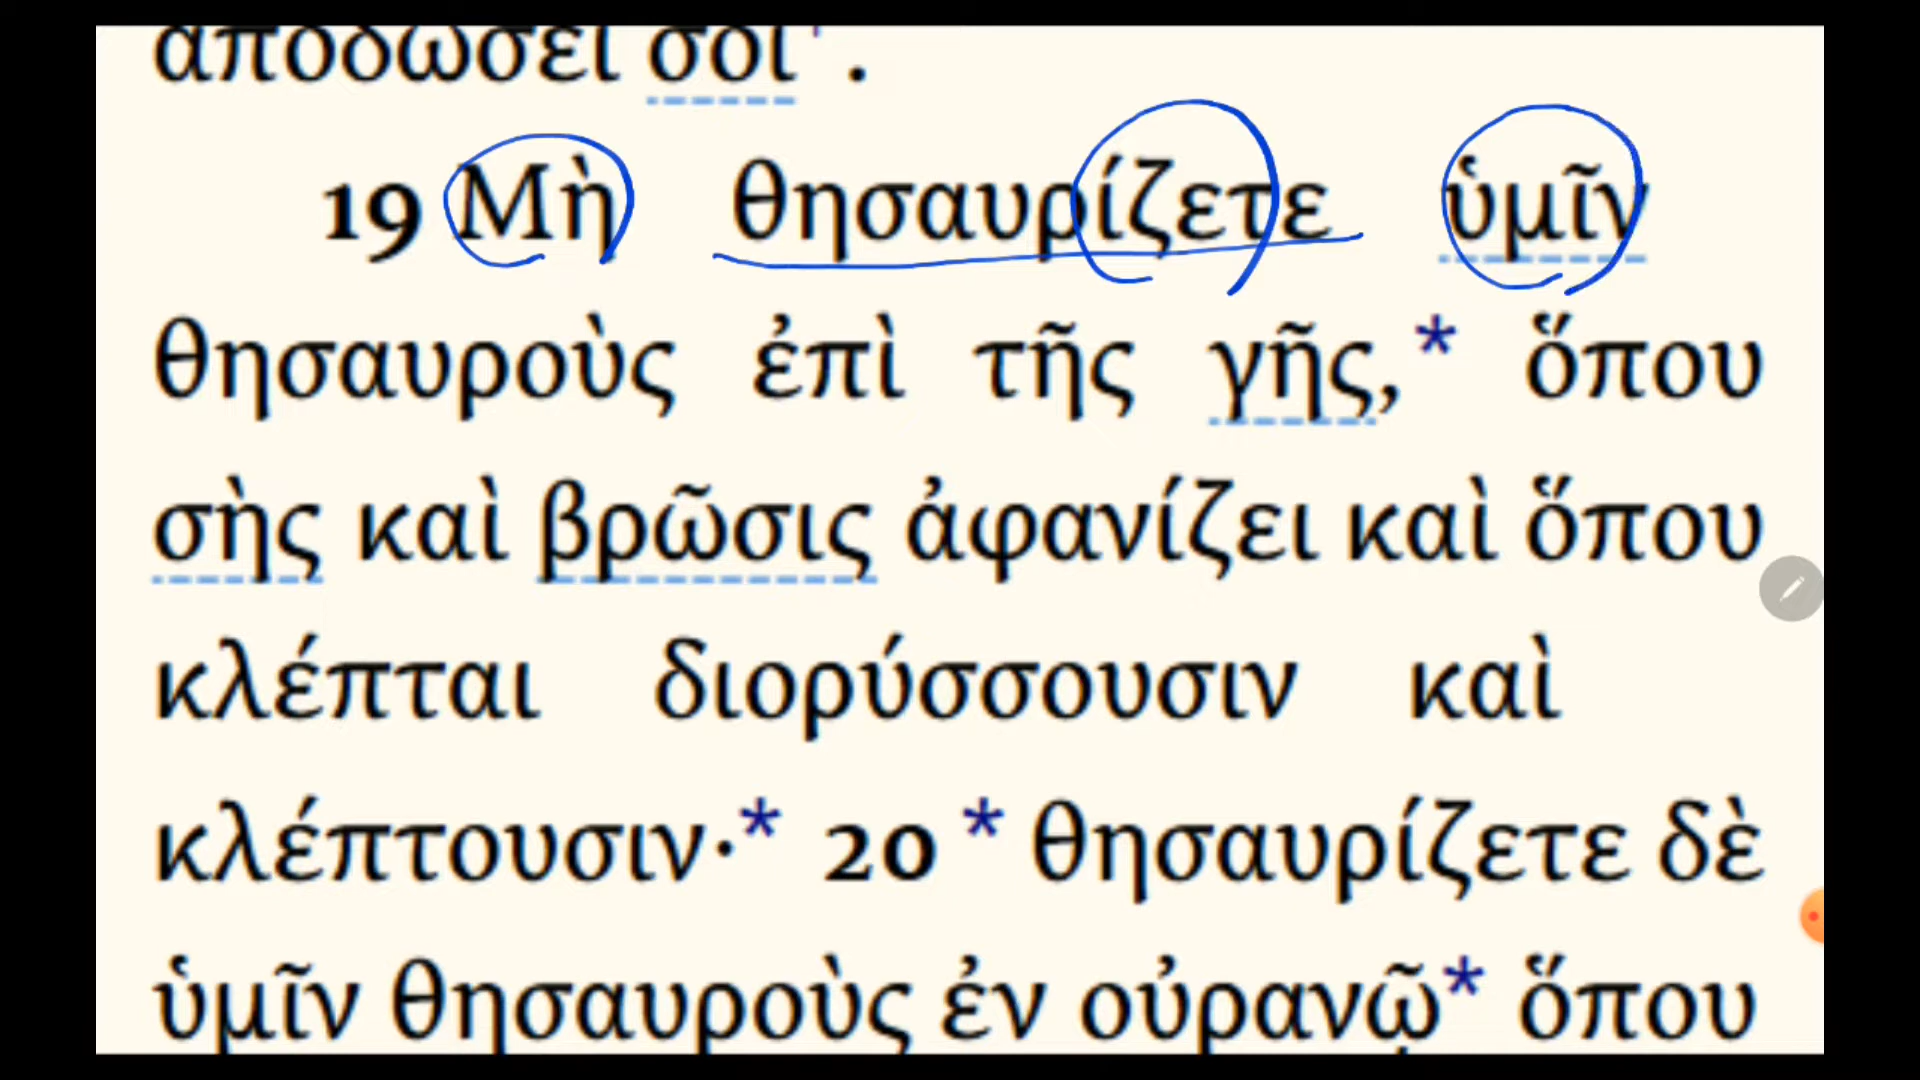 ἀποδώσει σοι*.
19 Μὴ θησαυρίζετε ὑμῖν
θησαυροὺς ἐπὶ τῆς γῆς,* ὅπου
σὴς καὶ βρῶσις ἀφανίζει καὶ ὅπου
κλέπται διορύσσουσιν καὶ
κλέπτουσιν·* 20 * θησαυρίζετε δὲ
ὑμῖν θησαυροὺς ἐν οὐρανῷ* ὅπου